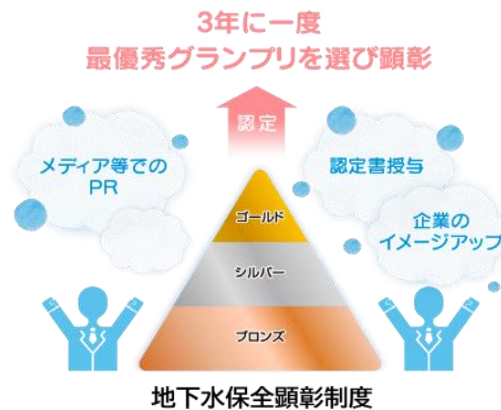 3年に一度
最優秀グランプリを選び顕彰
認定
メディア等での
PR
認定書授与
企業の
イメージアップ
ゴールド
シルバー
ブロンズ
地下水保全顕彰制度